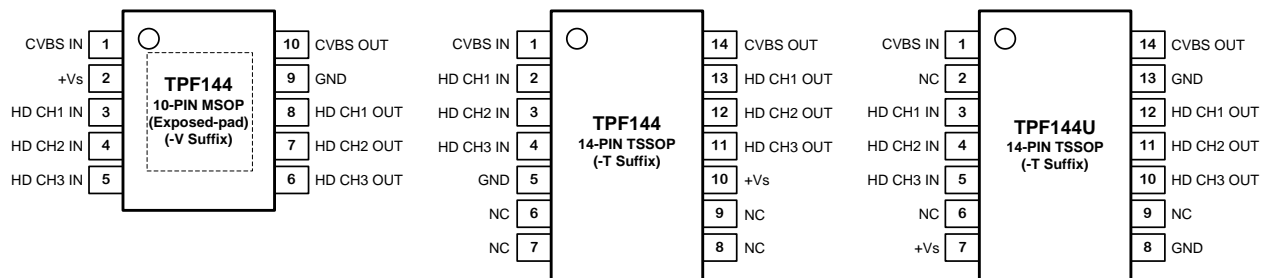 CVBS IN 1
+Vs 2
HD CH1 IN 3
HD CH2 IN 4
HD CH3 IN 5
TPF144
10-PIN MSOP
(Exposed-pad)
(-V Suffix)
10 CVBS OUT
9 GND
8 HD CH1 OUT
7 HD CH2 OUT
6 HD CH3 OUT
CVBS IN 1
HD CH1 IN 2
HD CH2 IN 3
HD CH3 IN 4
GND 5
NC 6
NC 7
TPF144
14-PIN TSSOP
(-T Suffix)
14 CVBS OUT
13 HD CH1 OUT
12 HD CH2 OUT
11 HD CH3 OUT
10 +Vs
9 NC
8 NC
CVBS IN 1
NC 2
HD CH1 IN 3
HD CH2 IN 4
HD CH3 IN 5
NC 6
+Vs 7
TPF144U
14-PIN TSSOP
(-T Suffix)
14 CVBS OUT
13 GND
12 HD CH1 OUT
11 HD CH2 OUT
10 HD CH3 OUT
9 NC
8 GND